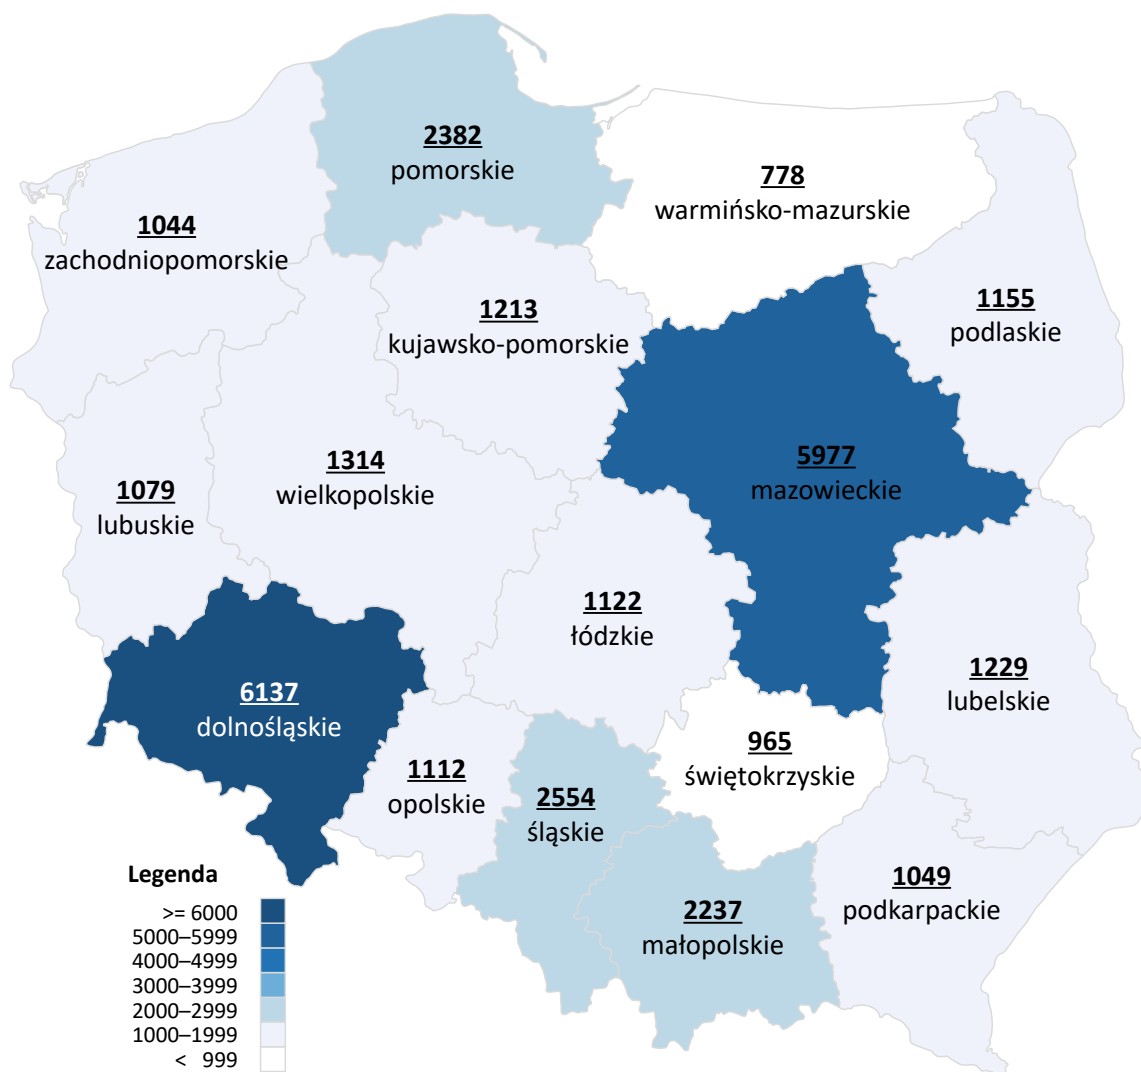 2382
pomorskie
778
warmińsko-mazurskie
1044
zachodniopomorskie
1213
kujawsko-pomorskie
1155
podlaskie
1314
wielkopolskie
5977
mazowieckie
1079
lubuskie
1122
łódzkie
1229
lubelskie
6137
dolnośląskie
965
świętokrzyskie
1112
opolskie
2554
śląskie
1049
podkarpackie
2237
małopolskie
Legenda
>= 6000
5000–5999
4000–4999
3000–3999
2000–2999
1000–1999
< 999